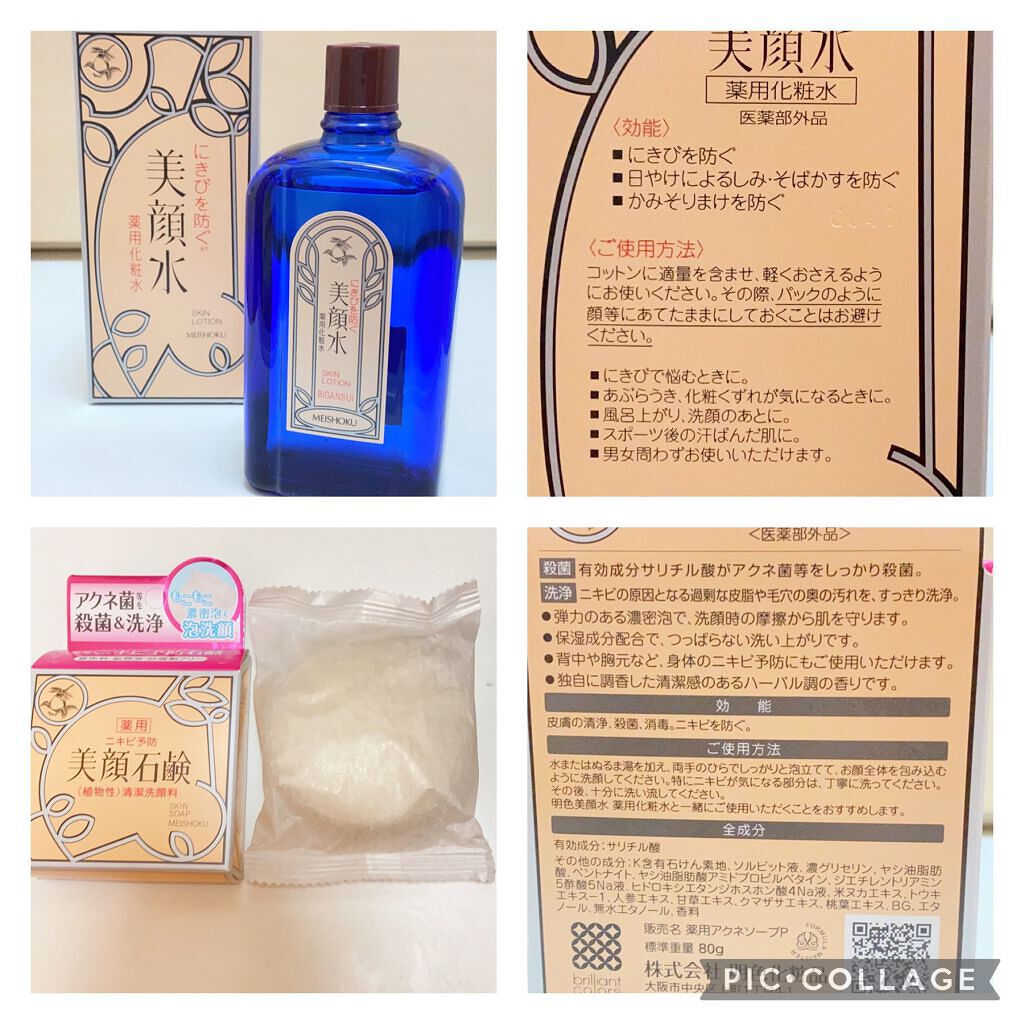 にきびを防ぐ※1
美顔水
薬用化粧水
SKIN
LOTION
MEISHOKU
にきびを防ぐ
美顔水
薬用化粧水
SKIN
LOTION
BIGANSUI
MEISHOKU
美顔水
薬用化粧水
医薬部外品
〈効能〉
■にきびを防ぐ
■日やけによるしみ・そばかすを防ぐ
■かみそりまけを防ぐ
〈ご使用方法〉
コットンに適量を含ませ、軽くおさえるよう
にお使いください。その際、パックのように
顔等にあてたままにしておくことはお避け
ください。
■にきびで悩むときに。
■あぶらうき、化粧くずれが気になるときに。
■風呂上がり、洗顔のあとに。
■スポーツ後の汗ばんだ肌に。
■男女問わずお使いいただけます。
アクネ菌等を
殺菌&洗浄
もこもこ
濃密泡で
泡洗顔
薬用
ニキビ予防
美顔石鹸
〈植物性〉清潔洗顔料
SKIN
SOAP
MEISHOKU
<医薬部外品>
殺菌 有効成分サリチル酸がアクネ菌等をしっかり殺菌。
洗浄 ニキビの原因となる過剰な皮脂や毛穴の奥の汚れを、すっきり洗浄。
●弾力のある濃密泡で、洗顔時の摩擦から肌を守ります。
●保湿成分配合で、つっぱらない洗い上がりです。
●背中や胸元など、身体のニキビ予防にもご使用いただけます。
●独自に調香した清潔感のあるハーバル調の香りです。
効 能
皮膚の清浄、殺菌、消毒。ニキビを防ぐ。
ご使用方法
水またはぬるま湯を加え、両手のひらでしっかりと泡立てて、お顔全体を包み込む
ように洗顔してください。特にニキビが気になる部分は、丁寧に洗ってください。
その後、十分に洗い流してください。
明色美顔水 薬用化粧水と一緒にご使用いただくことをおすすめします。
全成分
有効成分:サリチル酸
その他の成分:K含有石けん素地、ソルビット液、濃グリセリン、ヤシ油脂肪
酸、ベントナイト、ヤシ油脂肪酸アミドプロピルベタイン、ジエチレントリアミン
5酢酸5Na液、ヒドロキシエタンジホスホン酸4Na液、米ヌカエキス、トウキ
エキス-1、人参エキス、甘草エキス、クマザサエキス、桃葉エキス、BG、エタ
ノール、無水エタノール、香料
販売名 薬用アクネソープP
標準重量 80g
株式会社 明色化粧品
大阪市中央区上町
brilliant
colors
FORMULA
MEISTER
PIC・COLLAGE